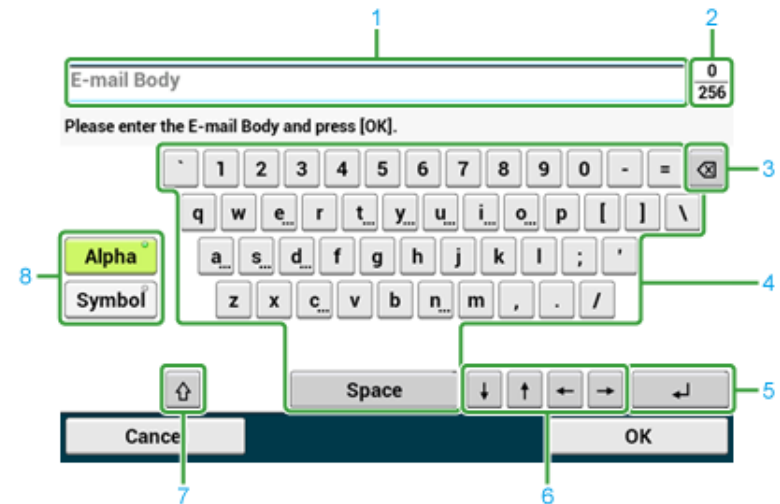 1 2
E-mail Body 0
256
Please enter the E-mail Body and press [OK].
` 1 2 3 4 5 6 7 8 9 0 - = ⌫ 3
q w e... r t... y... u... i... o... p [ ] \
Alpha a... s... d... f g h j k l ; '
8 4
Symbol z x c... v b n... m , . /
⇧ Space ↓ ↑ ← → ↵ 5
Cancel OK
7 6